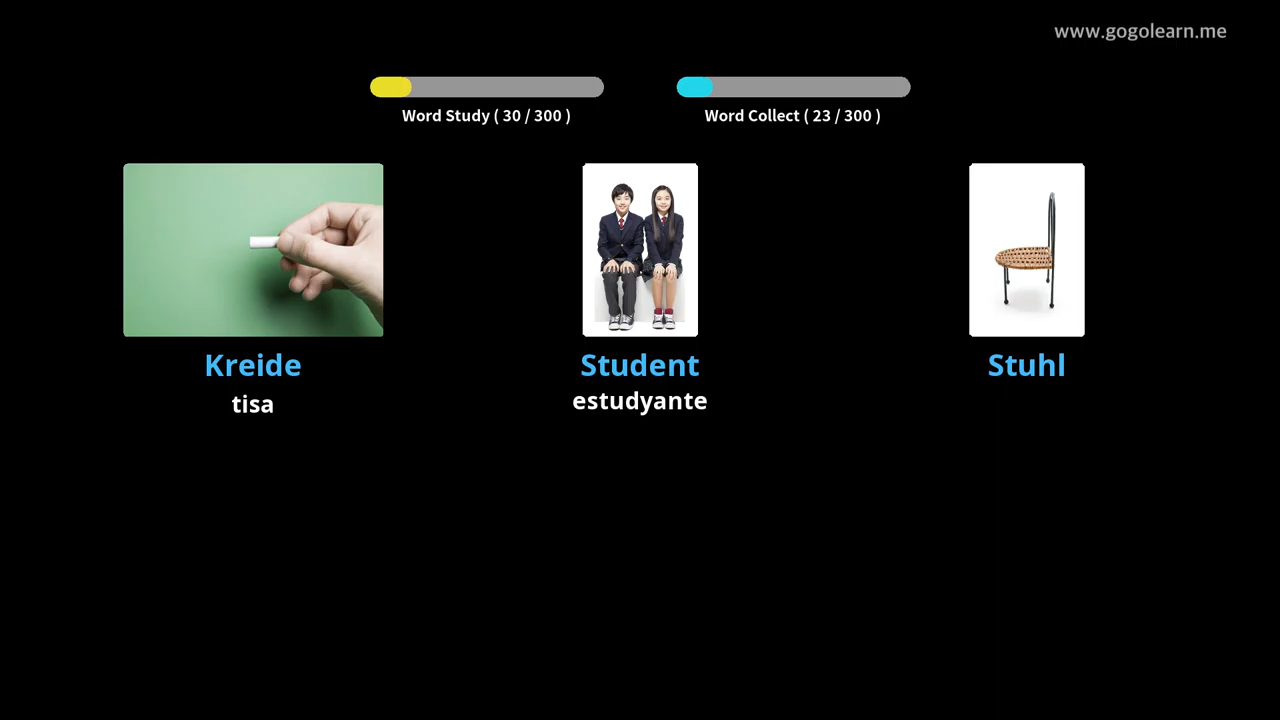 www.gogolearn.me
Word Study ( 30 / 300 )
Word Collect ( 23 / 300 )
Kreide
tisa
Student
estudyante
Stuhl